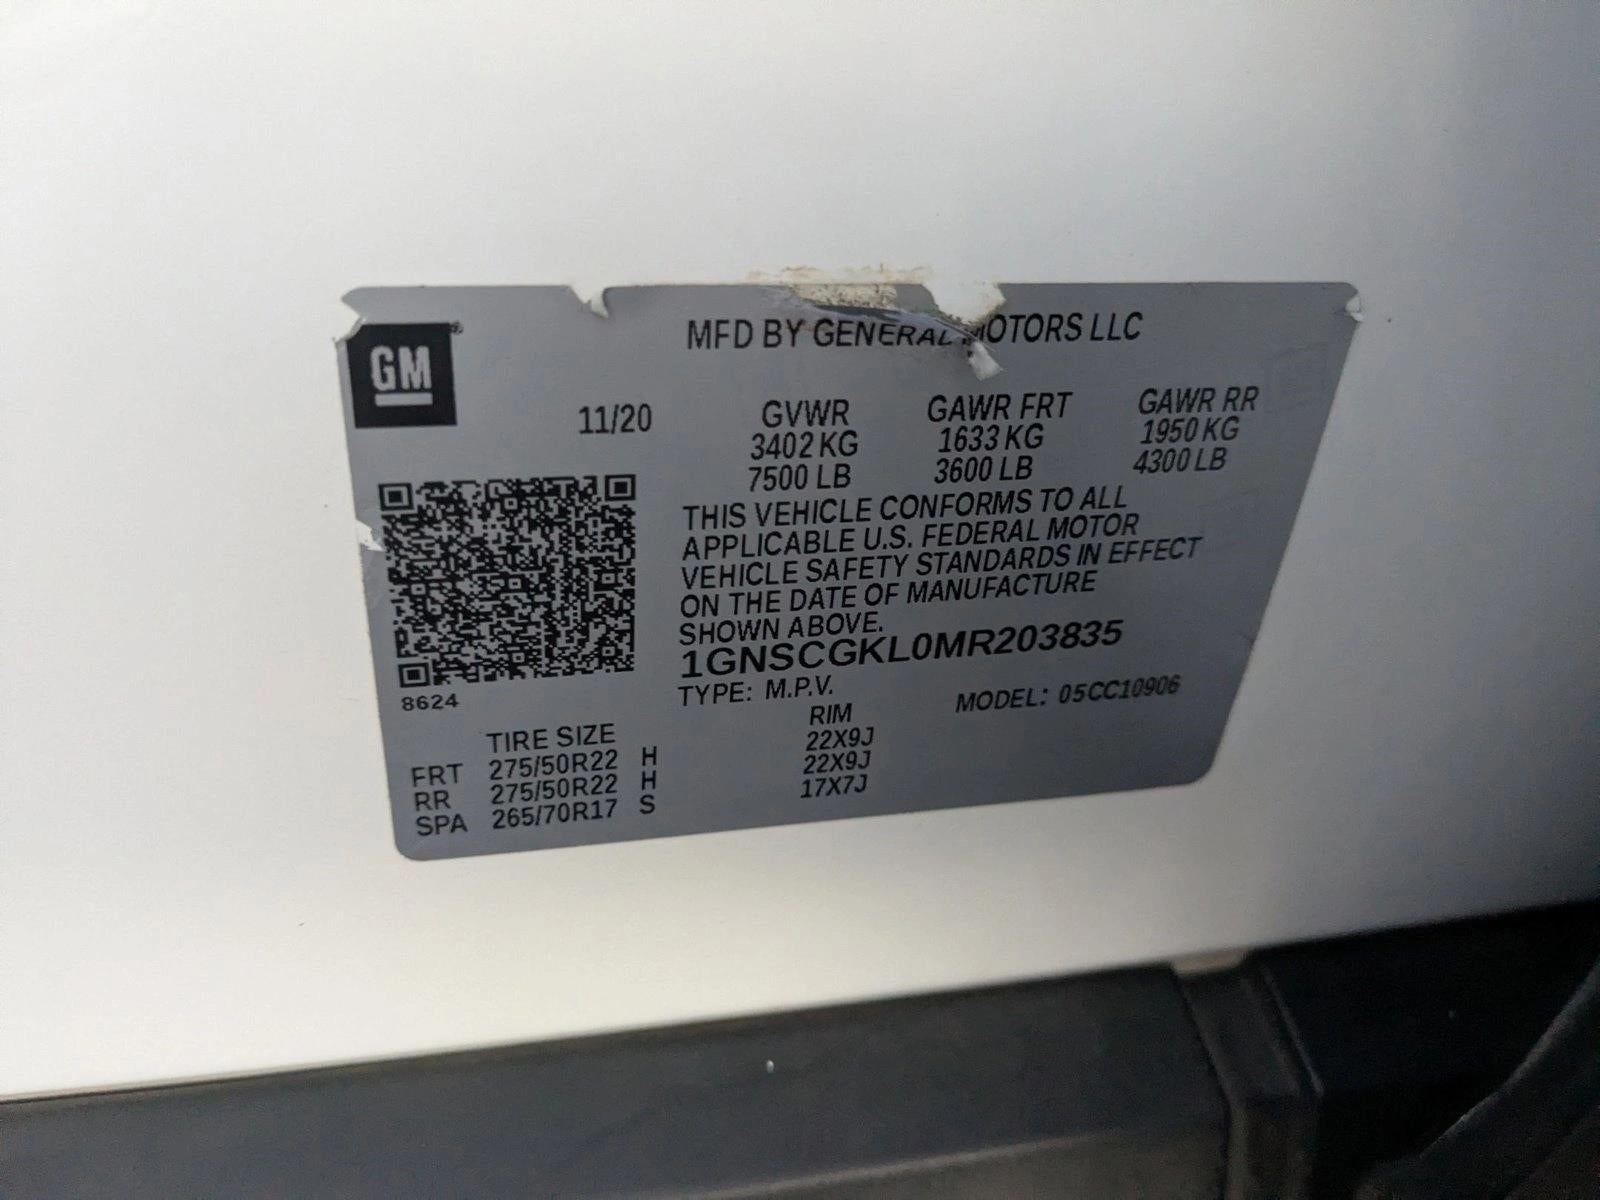 MFD BY GENERAL MOTORS LLC
GM
11/20
GVWR GAWR FRT GAWR RR
3402 KG 1633 KG 1950 KG
7500 LB 3600 LB 4300 LB
THIS VEHICLE CONFORMS TO ALL
APPLICABLE U.S. FEDERAL MOTOR
VEHICLE SAFETY STANDARDS IN EFFECT
ON THE DATE OF MANUFACTURE
SHOWN ABOVE.
1GNSCGKL0MR203835
TYPE: M.P.V. MODEL: 05CC10906
8624
TIRE SIZE RIM
FRT 275/50R22 H 22X9J
RR 275/50R22 H 22X9J
SPA 265/70R17 S 17X7J